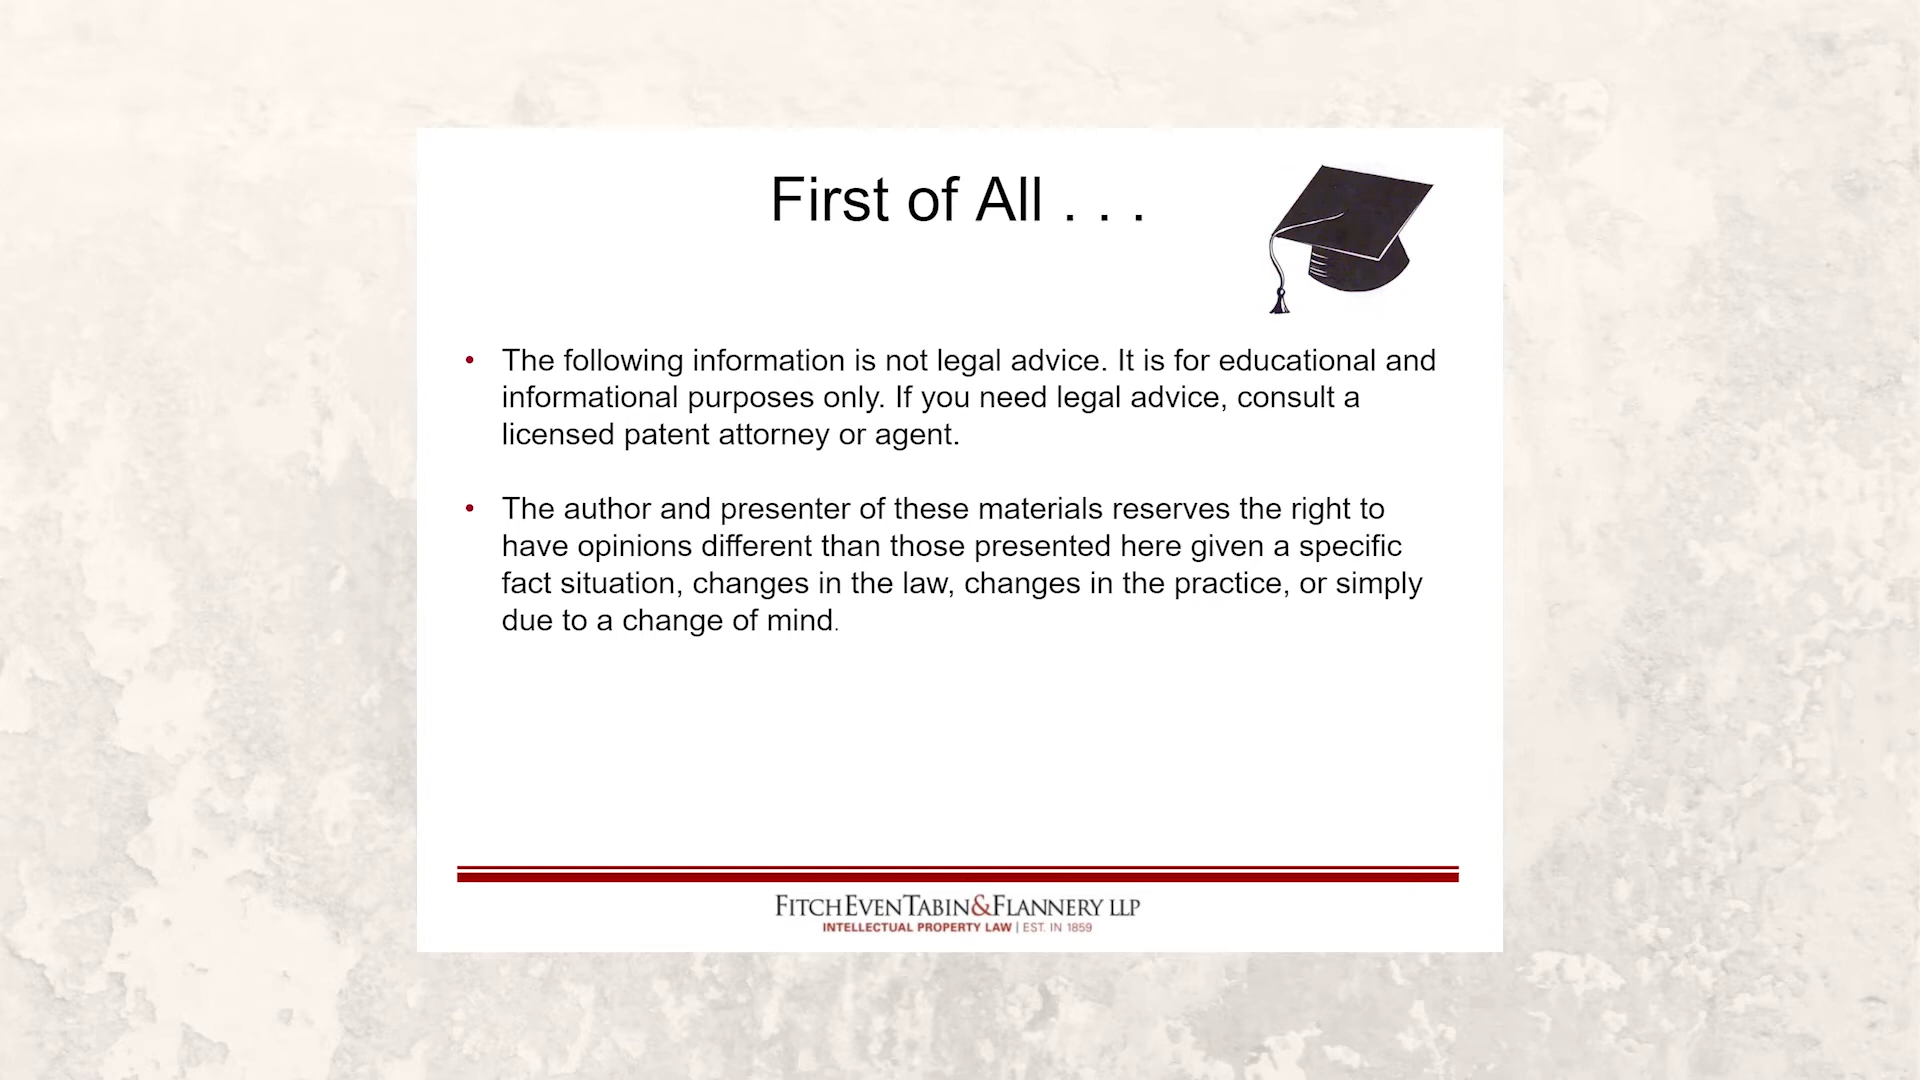 First of All . . .
• The following information is not legal advice. It is for educational and
informational purposes only. If you need legal advice, consult a
licensed patent attorney or agent.
• The author and presenter of these materials reserves the right to
have opinions different than those presented here given a specific
fact situation, changes in the law, changes in the practice, or simply
due to a change of mind.
FITCH EVEN TABIN & FLANNERY LLP
INTELLECTUAL PROPERTY LAW | EST. IN 1859